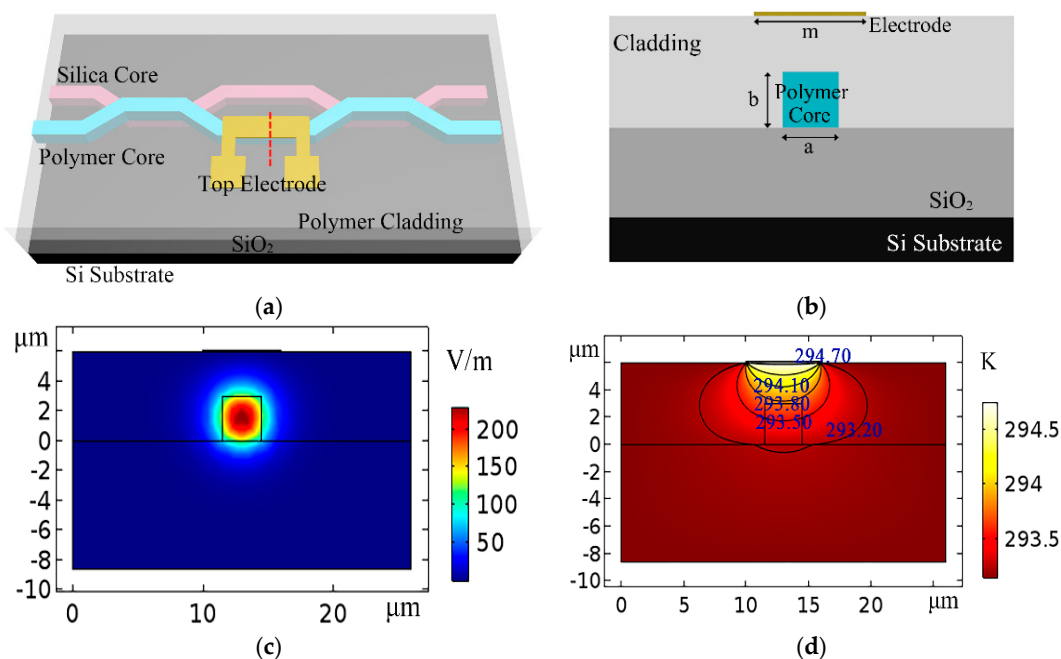 Silica Core
Polymer Core
Top Electrode
Polymer Cladding
SiO₂
Si Substrate
(a)
m
Electrode
Cladding
b
Polymer
Core
a
SiO₂
Si Substrate
(b)
μm
V/m
4
2
0
-2
-4
-6
-8
-10
0
10
20
μm
200
150
100
50
(c)
μm
K
294.70
294.10
293.80
293.50
293.20
4
2
0
-2
-4
-6
-8
-10
0
5
10
15
20
μm
294.5
294
293.5
(d)